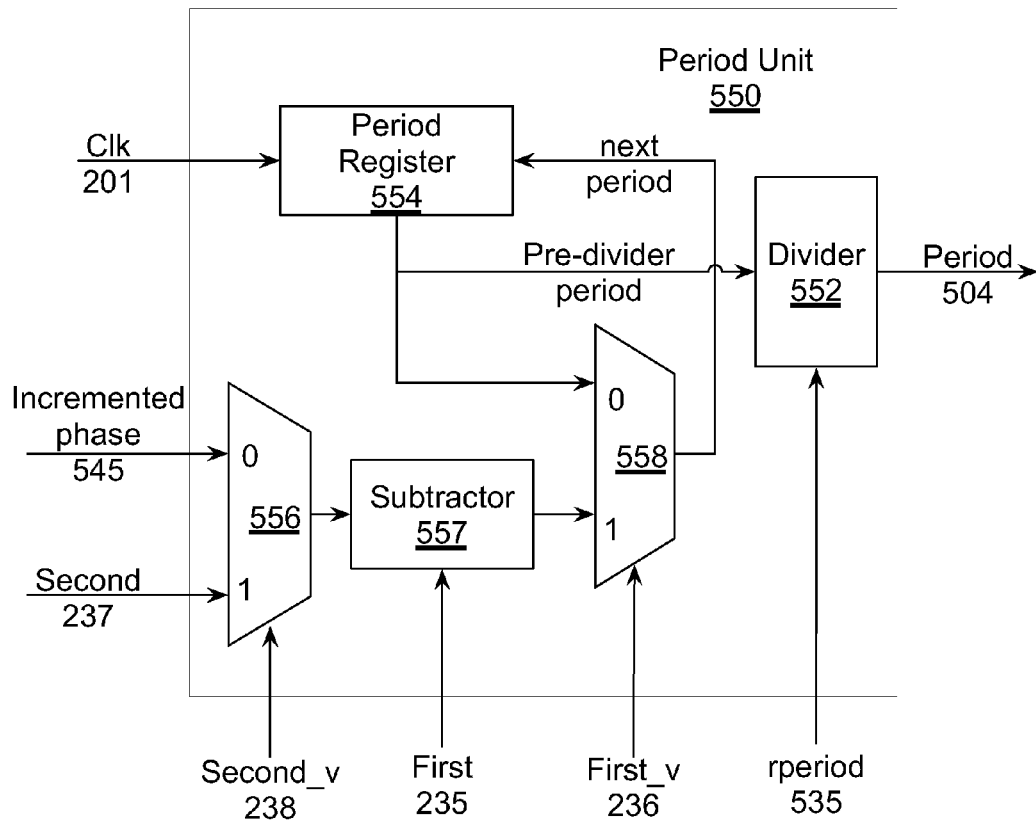 Period Unit
550
Clk
201
Period
Register
554
next
period
Pre-divider
period
Divider
552
Period
504
Incremented
phase
545
0
556
1
Second
237
Subtractor
557
0
558
1
Second_v
238
First
235
First_v
236
rperiod
535